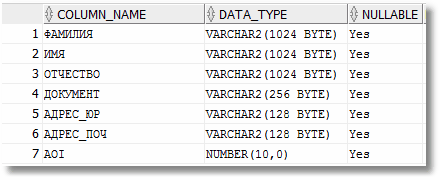 COLUMN_NAME DATA_TYPE NULLABLE
1 ФАМИЛИЯ VARCHAR2(1024 BYTE) Yes
2 ИМЯ VARCHAR2(1024 BYTE) Yes
3 ОТЧЕСТВО VARCHAR2(1024 BYTE) Yes
4 ДОКУМЕНТ VARCHAR2(256 BYTE) Yes
5 АДРЕС_ЮР VARCHAR2(128 BYTE) Yes
6 АДРЕС_ПОЧ VARCHAR2(128 BYTE) Yes
7 AOI NUMBER(10,0) Yes